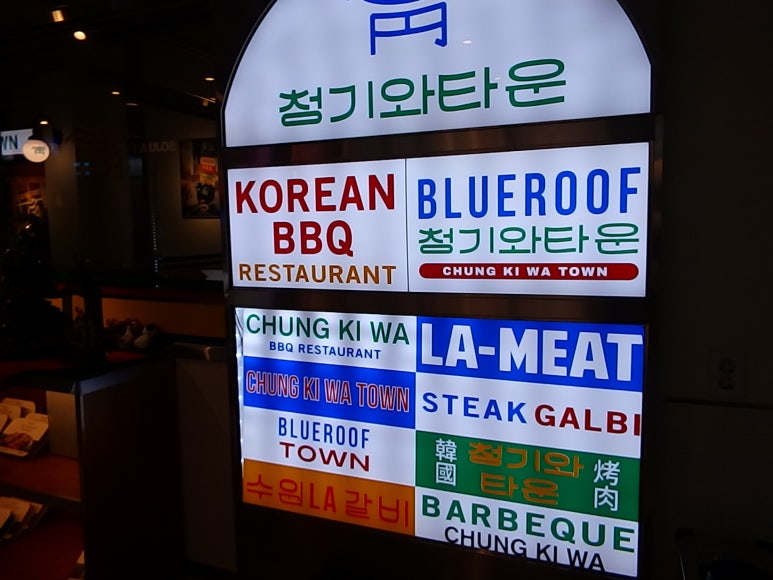 청기와타운
KOREAN
BBQ
RESTAURANT
BLUEROOF
청기와타운
CHUNG KI WA TOWN
CHUNG KI WA
BBQ RESTAURANT
CHUNG KI WA TOWN
BLUEROOF
TOWN
수원LA갈비
LA-MEAT
STEAK GALBI
韓國
청기와
타운
烤肉
BARBEQUE
CHUNG KI WA